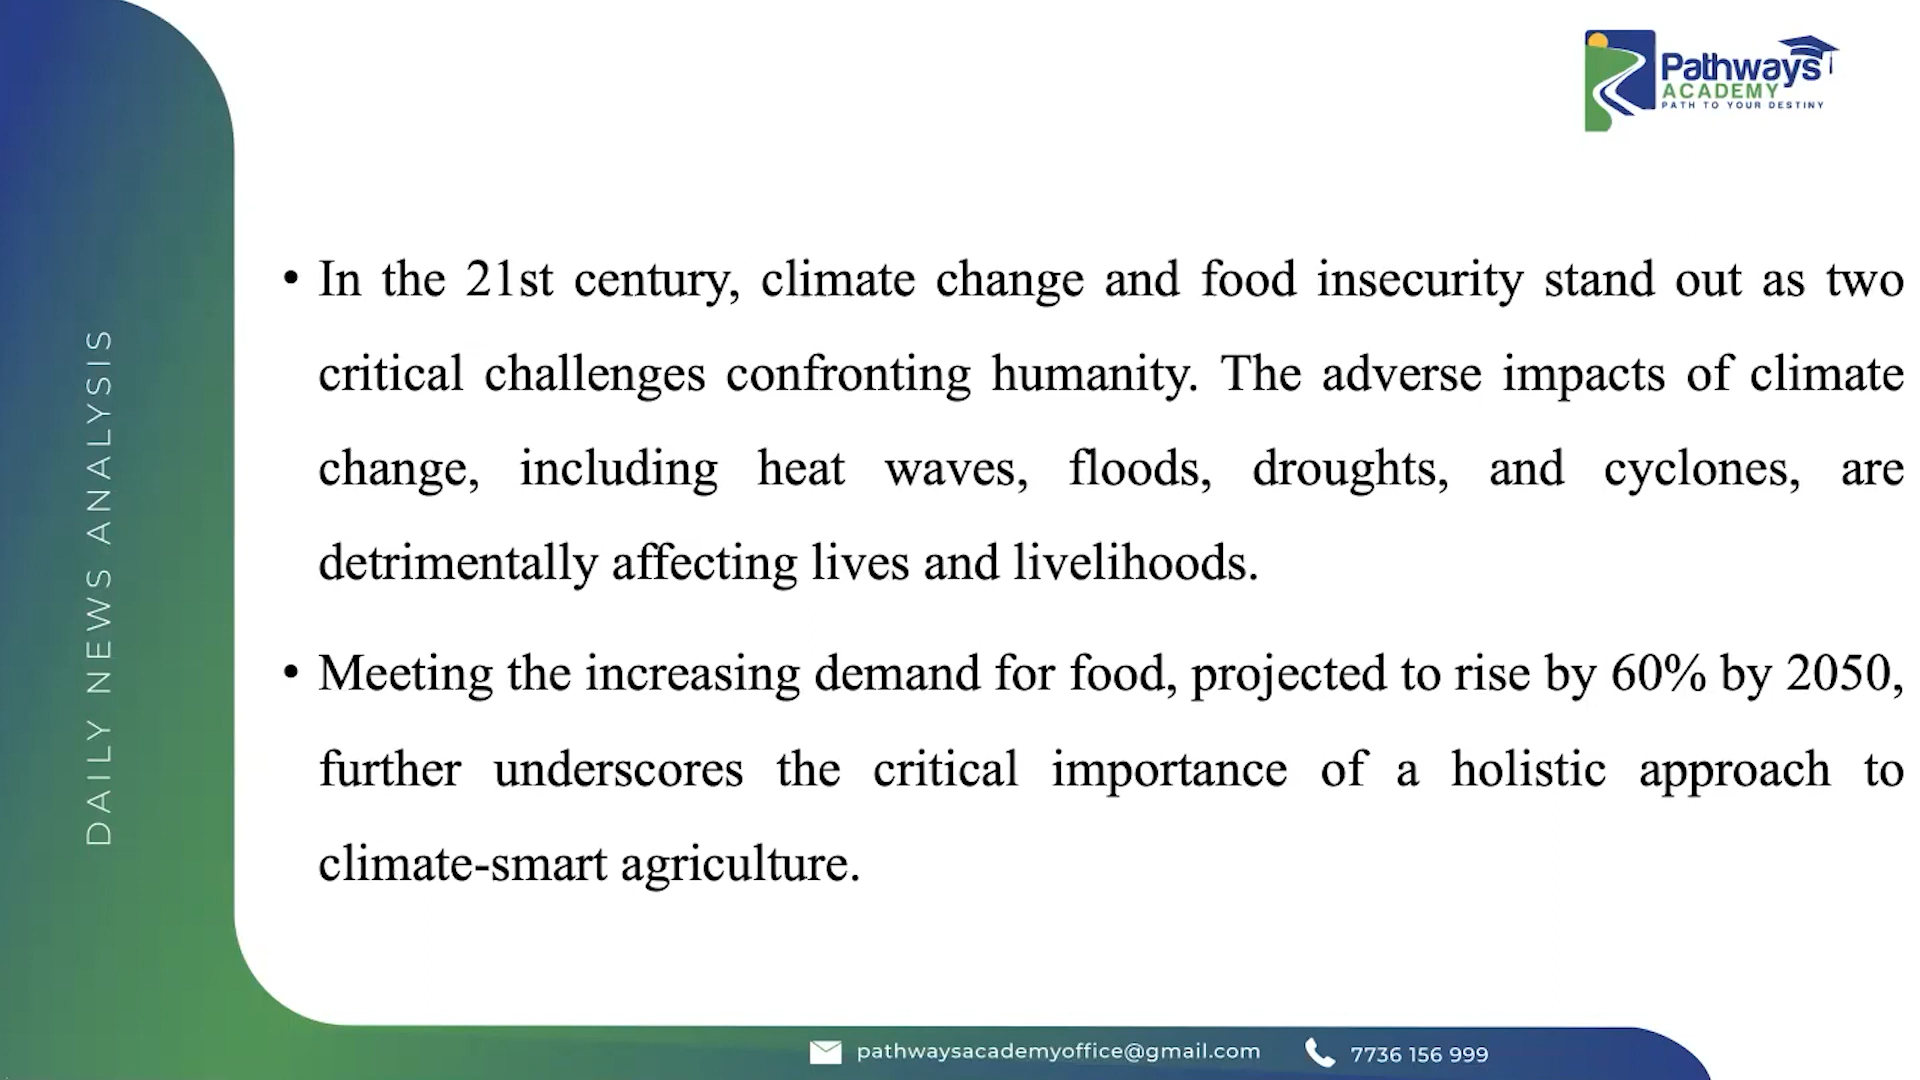 Pathways
ACADEMY
PATH TO YOUR DESTINY
DAILY NEWS ANALYSIS
• In the 21st century, climate change and food insecurity stand out as two
critical challenges confronting humanity. The adverse impacts of climate
change, including heat waves, floods, droughts, and cyclones, are
detrimentally affecting lives and livelihoods.
• Meeting the increasing demand for food, projected to rise by 60% by 2050,
further underscores the critical importance of a holistic approach to
climate-smart agriculture.
pathwaysacademyoffice@gmail.com 7736 156 999